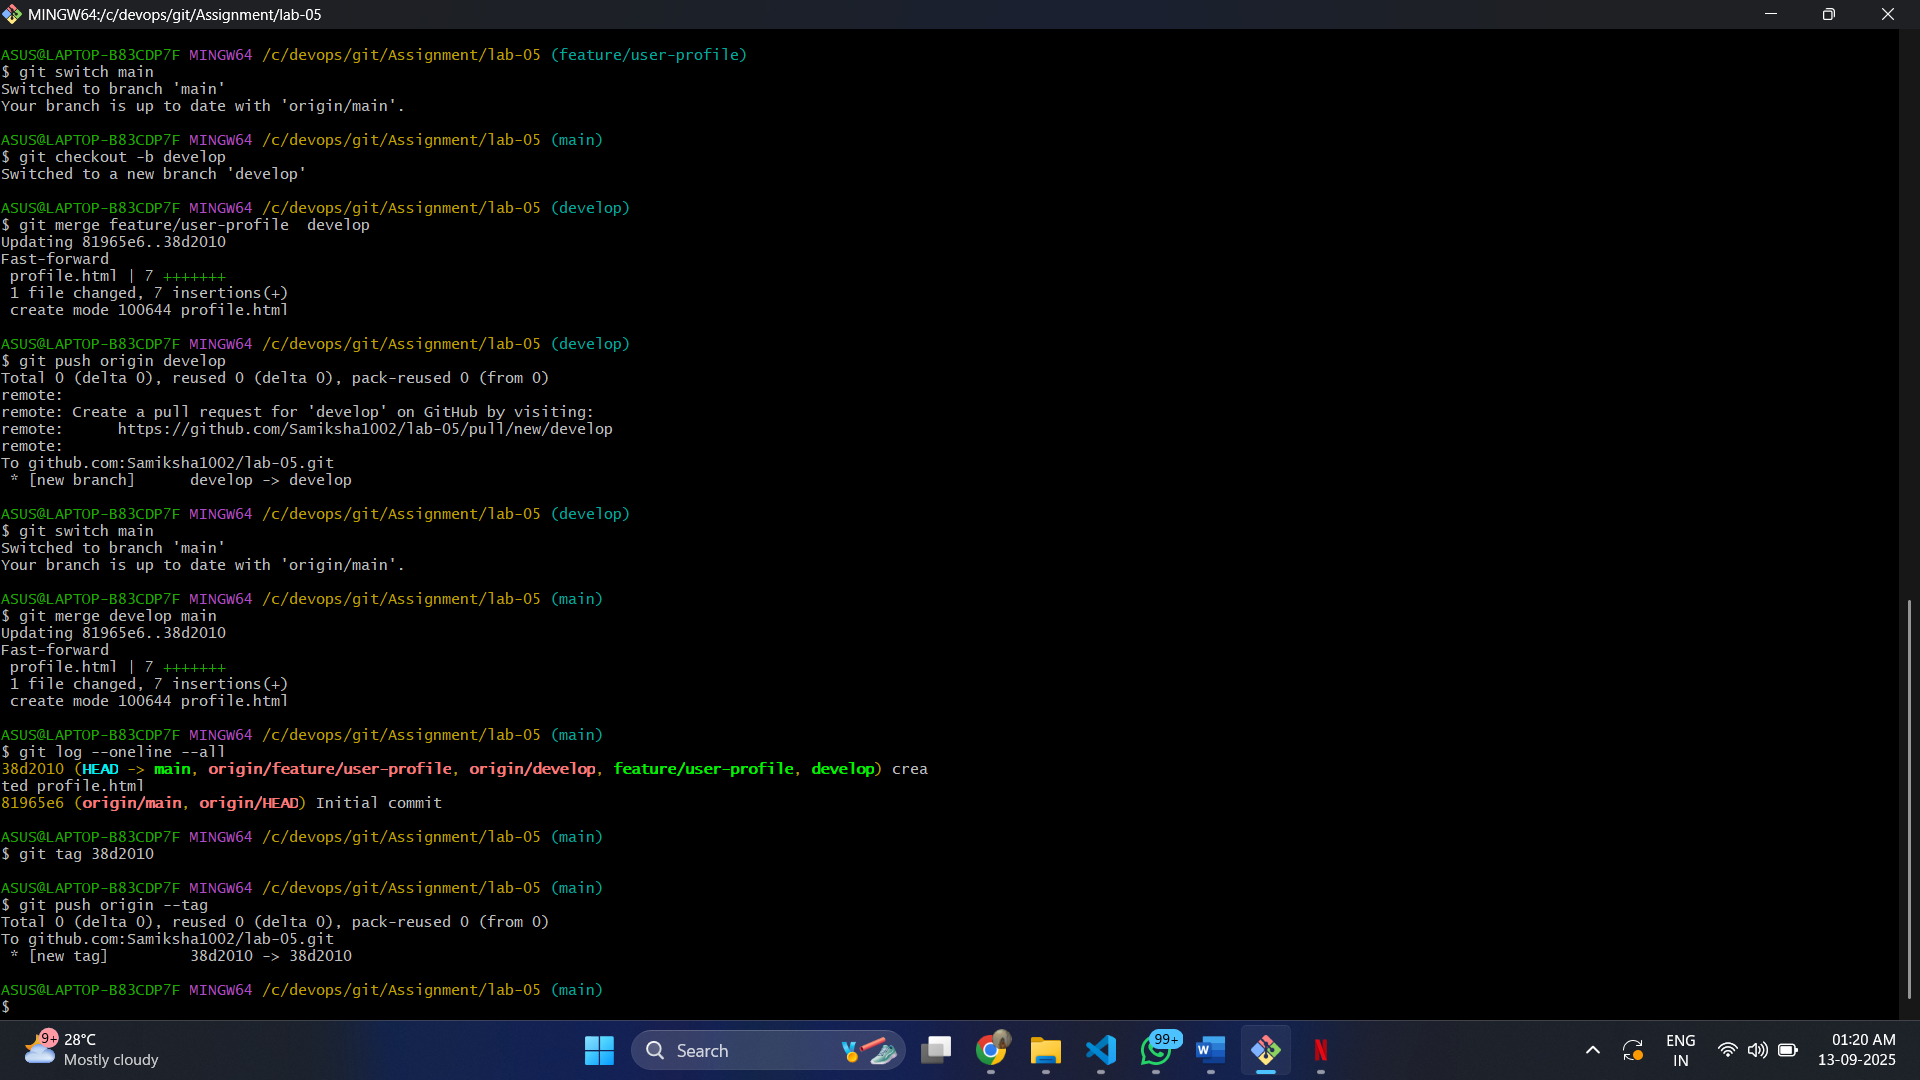 MINGW64:/c/devops/git/Assignment/lab-05
ASUS@LAPTOP-B83CDP7F MINGW64 /c/devops/git/Assignment/lab-05 (feature/user-profile)
$ git switch main
Switched to branch 'main'
Your branch is up to date with 'origin/main'.
ASUS@LAPTOP-B83CDP7F MINGW64 /c/devops/git/Assignment/lab-05 (main)
$ git checkout -b develop
Switched to a new branch 'develop'
ASUS@LAPTOP-B83CDP7F MINGW64 /c/devops/git/Assignment/lab-05 (develop)
$ git merge feature/user-profile  develop
Updating 81965e6..38d2010
Fast-forward
 profile.html | 7 +++++++
 1 file changed, 7 insertions(+)
 create mode 100644 profile.html
ASUS@LAPTOP-B83CDP7F MINGW64 /c/devops/git/Assignment/lab-05 (develop)
$ git push origin develop
Total 0 (delta 0), reused 0 (delta 0), pack-reused 0 (from 0)
remote:
remote: Create a pull request for 'develop' on GitHub by visiting:
remote:      https://github.com/Samiksha1002/lab-05/pull/new/develop
remote:
To github.com:Samiksha1002/lab-05.git
 * [new branch]      develop -> develop
ASUS@LAPTOP-B83CDP7F MINGW64 /c/devops/git/Assignment/lab-05 (develop)
$ git switch main
Switched to branch 'main'
Your branch is up to date with 'origin/main'.
ASUS@LAPTOP-B83CDP7F MINGW64 /c/devops/git/Assignment/lab-05 (main)
$ git merge develop main
Updating 81965e6..38d2010
Fast-forward
 profile.html | 7 +++++++
 1 file changed, 7 insertions(+)
 create mode 100644 profile.html
ASUS@LAPTOP-B83CDP7F MINGW64 /c/devops/git/Assignment/lab-05 (main)
$ git log --oneline --all
38d2010 (HEAD -> main, origin/feature/user-profile, origin/develop, feature/user-profile, develop) crea
ted profile.html
81965e6 (origin/main, origin/HEAD) Initial commit
ASUS@LAPTOP-B83CDP7F MINGW64 /c/devops/git/Assignment/lab-05 (main)
$ git tag 38d2010
ASUS@LAPTOP-B83CDP7F MINGW64 /c/devops/git/Assignment/lab-05 (main)
$ git push origin --tag
Total 0 (delta 0), reused 0 (delta 0), pack-reused 0 (from 0)
To github.com:Samiksha1002/lab-05.git
 * [new tag]         38d2010 -> 38d2010
ASUS@LAPTOP-B83CDP7F MINGW64 /c/devops/git/Assignment/lab-05 (main)
$
9+ 28°C
Mostly cloudy
Search
99+
W
N
ENG
IN
01:20 AM
13-09-2025